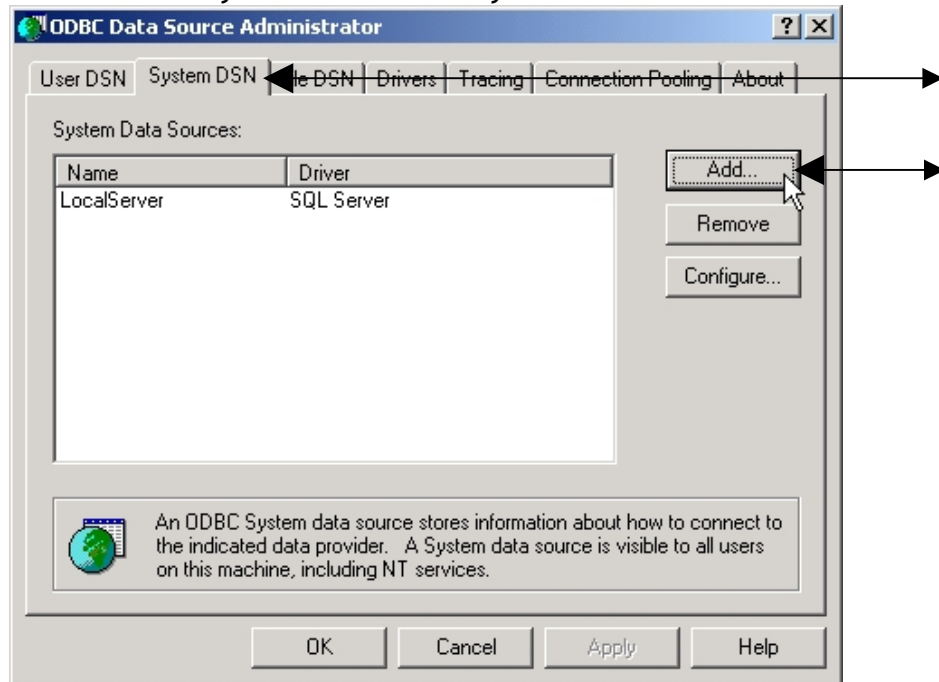 ODBC Data Source Administrator
User DSN System DSN le DSN Drivers Tracing Connection Pooling About
System Data Sources:
Name Driver
LocalServer SQL Server
Add...
Remove
Configure...
An ODBC System data source stores information about how to connect to
the indicated data provider. A System data source is visible to all users
on this machine, including NT services.
OK Cancel Apply Help